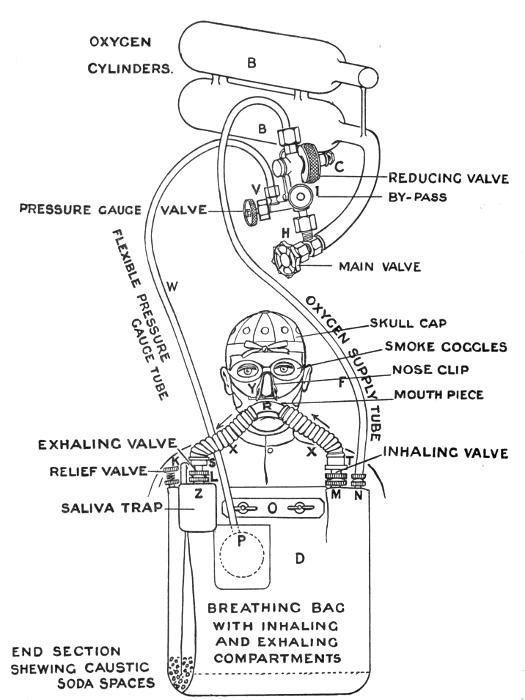 OXYGEN
CYLINDERS.
B
B
C
REDUCING VALVE
V
I
BY-PASS
PRESSURE GAUGE VALVE
H
MAIN VALVE
FLEXIBLE PRESSURE
GAUGE TUBE
W
OXYGEN SUPPLY TUBE
SKULL CAP
SMOKE GOGGLES
NOSE CLIP
Y
F
MOUTH PIECE
R
EXHALING VALVE
X
X
INHALING VALVE
K
S
T
RELIEF VALVE
L
Z
M
N
SALIVA TRAP
O
P
D
BREATHING BAG
WITH INHALING
AND EXHALING
COMPARTMENTS
END SECTION
SHEWING CAUSTIC
SODA SPACES